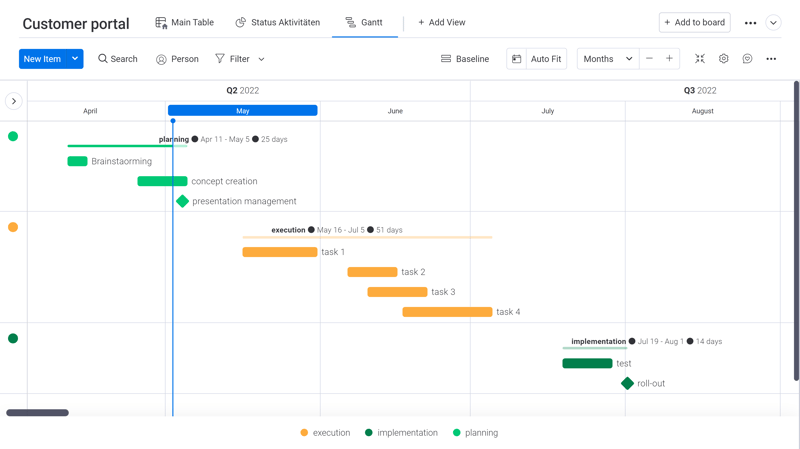 Customer portal
Main Table
Status Aktivitäten
Gantt
+ Add View
+ Add to board
New Item
Search
Person
Filter
Baseline
Auto Fit
Months
Q2 2022
Q3 2022
April
May
June
July
August
planning ● Apr 11 - May 5 ● 25 days
Brainstaorming
concept creation
presentation management
execution ● May 16 - Jul 5 ● 51 days
task 1
task 2
task 3
task 4
implementation ● Jul 19 - Aug 1 ● 14 days
test
roll-out
execution
implementation
planning